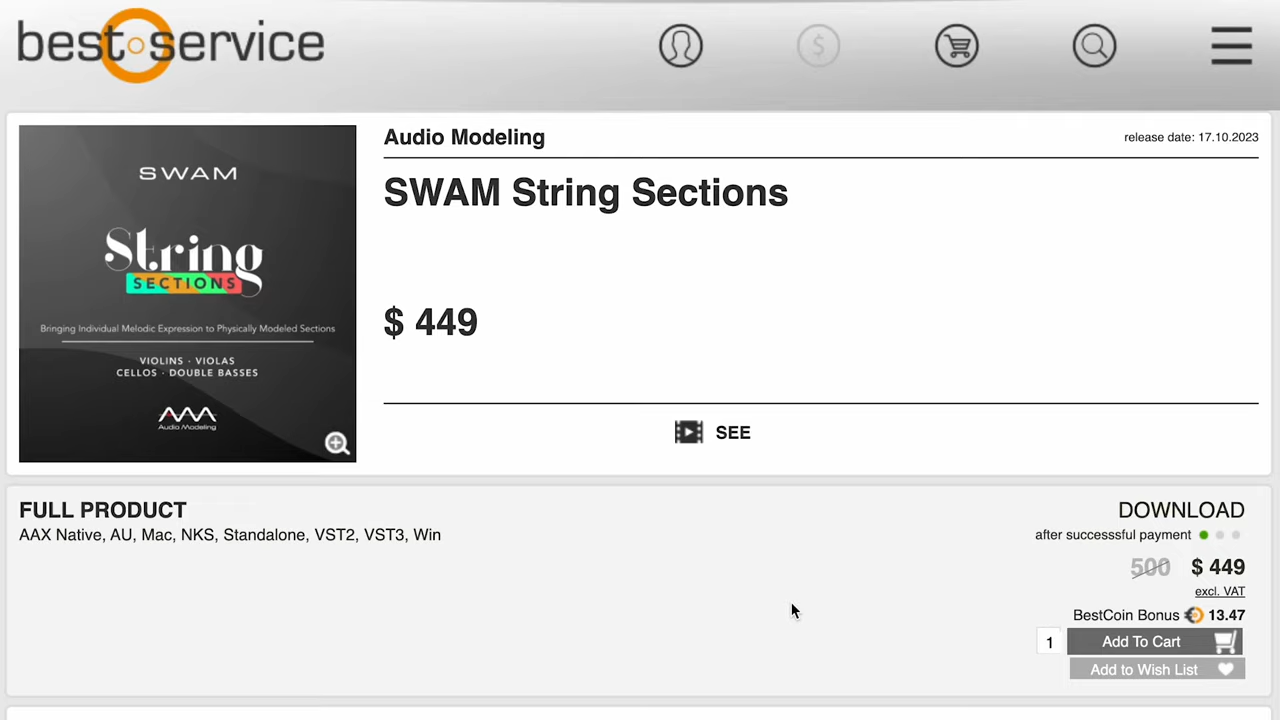 best service
Audio Modeling
release date: 17.10.2023
SWAM String Sections
$ 449
SWAM
String
SECTIONS
Bringing Individual Melodic Expression to Physically Modeled Sections
VIOLINS · VIOLAS
CELLOS · DOUBLE BASSES
Audio Modeling
SEE
FULL PRODUCT
AAX Native, AU, Mac, NKS, Standalone, VST2, VST3, Win
DOWNLOAD
after successsful payment
500 $ 449
excl. VAT
BestCoin Bonus 13.47
1 Add To Cart
Add to Wish List